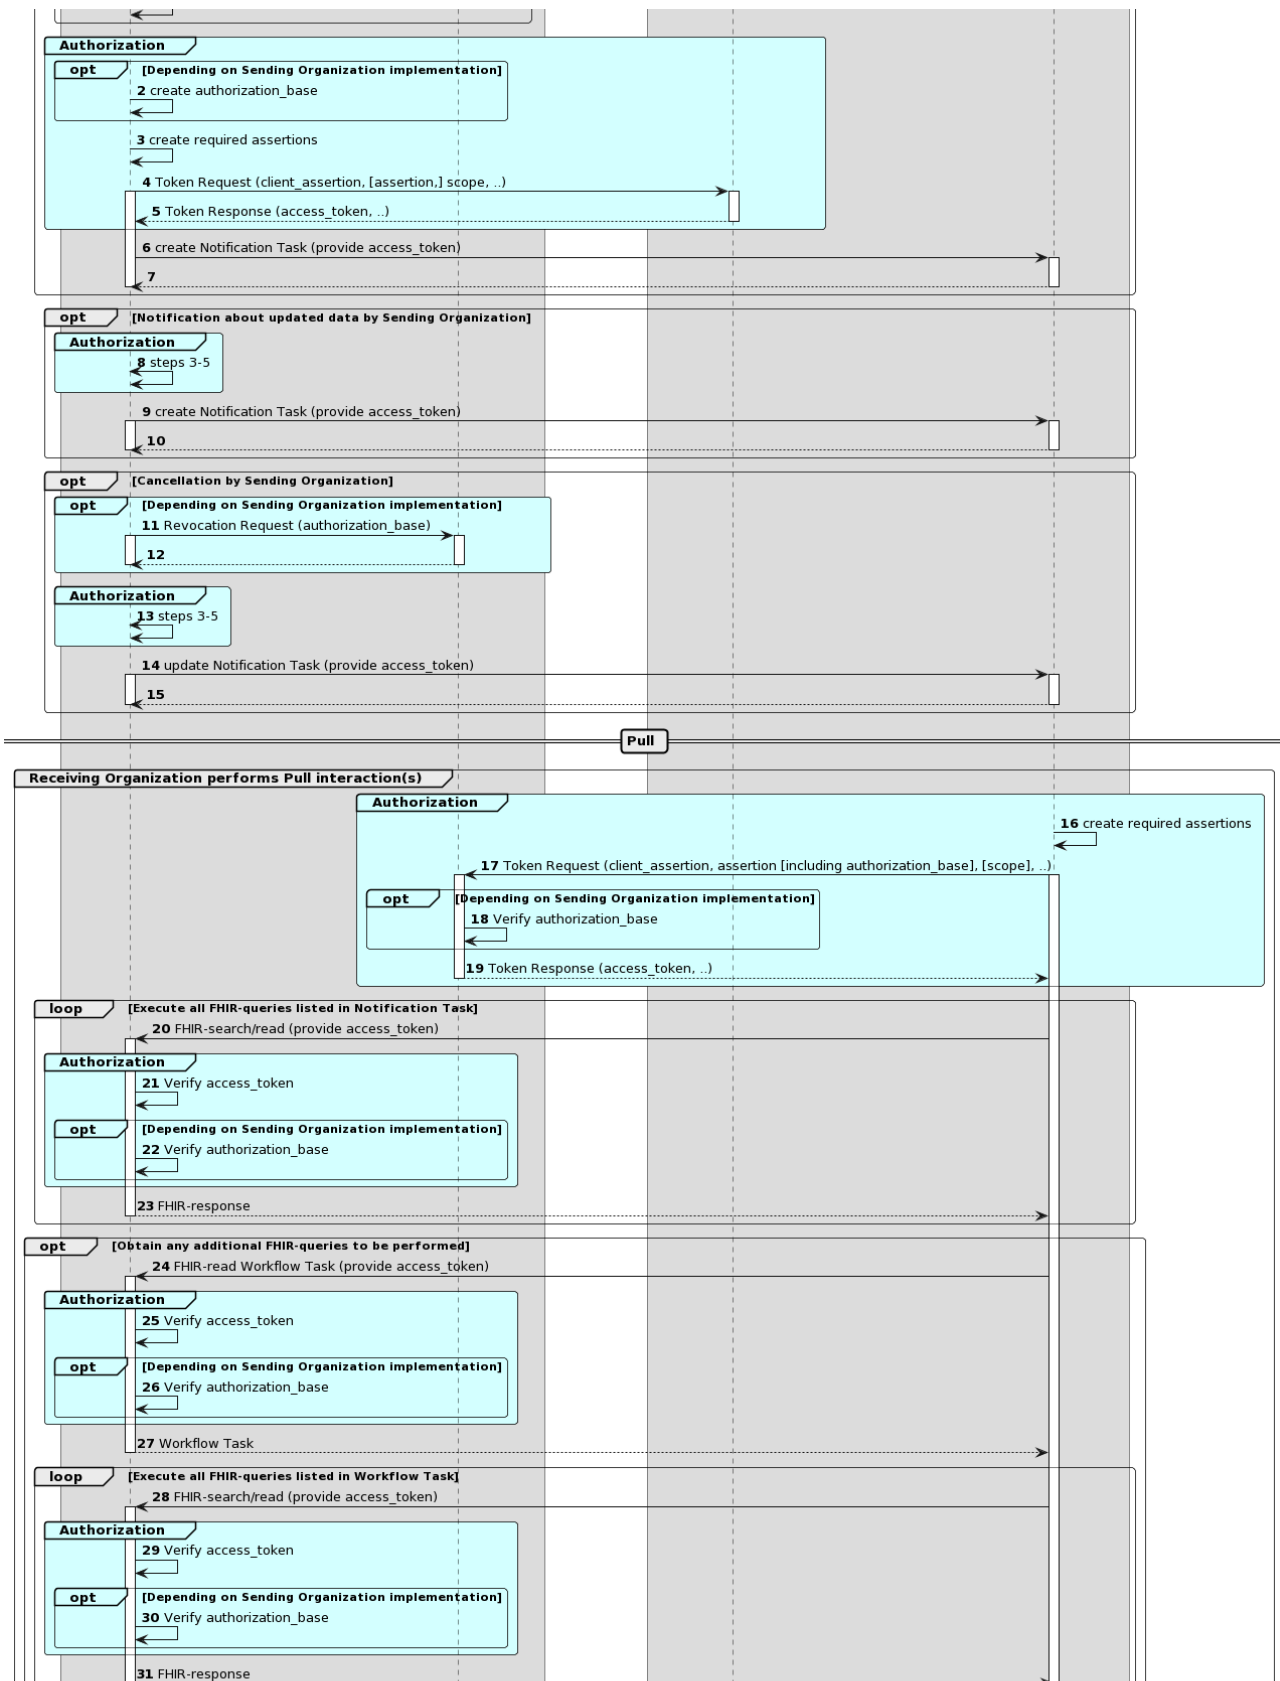 Authorization
opt [Depending on Sending Organization implementation]
2 create authorization_base
3 create required assertions
4 Token Request (client_assertion, [assertion,] scope, ..)
5 Token Response (access_token, ..)
6 create Notification Task (provide access_token)
7
opt [Notification about updated data by Sending Organization]
Authorization
8 steps 3-5
9 create Notification Task (provide access_token)
10
opt [Cancellation by Sending Organization]
opt [Depending on Sending Organization implementation]
11 Revocation Request (authorization_base)
12
Authorization
13 steps 3-5
14 update Notification Task (provide access_token)
15
Pull
Receiving Organization performs Pull interaction(s)
Authorization
16 create required assertions
17 Token Request (client_assertion, assertion [including authorization_base], [scope], ..)
opt [Depending on Sending Organization implementation]
18 Verify authorization_base
19 Token Response (access_token, ..)
loop [Execute all FHIR-queries listed in Notification Task]
20 FHIR-search/read (provide access_token)
Authorization
21 Verify access_token
opt [Depending on Sending Organization implementation]
22 Verify authorization_base
23 FHIR-response
opt [Obtain any additional FHIR-queries to be performed]
24 FHIR-read Workflow Task (provide access_token)
Authorization
25 Verify access_token
opt [Depending on Sending Organization implementation]
26 Verify authorization_base
27 Workflow Task
loop [Execute all FHIR-queries listed in Workflow Task]
28 FHIR-search/read (provide access_token)
Authorization
29 Verify access_token
opt [Depending on Sending Organization implementation]
30 Verify authorization_base
31 FHIR-response